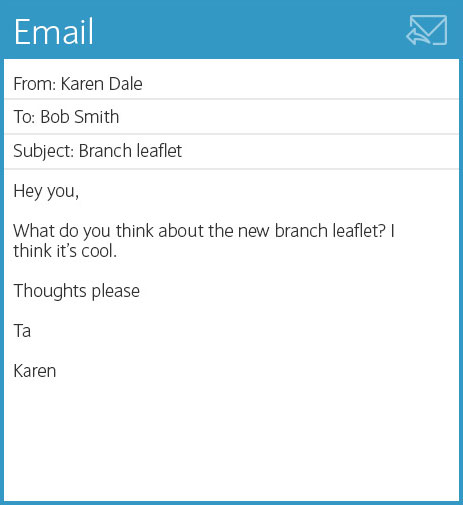 Email
From: Karen Dale
To: Bob Smith
Subject: Branch leaflet
Hey you,
What do you think about the new branch leaflet? I
think it’s cool.
Thoughts please
Ta
Karen